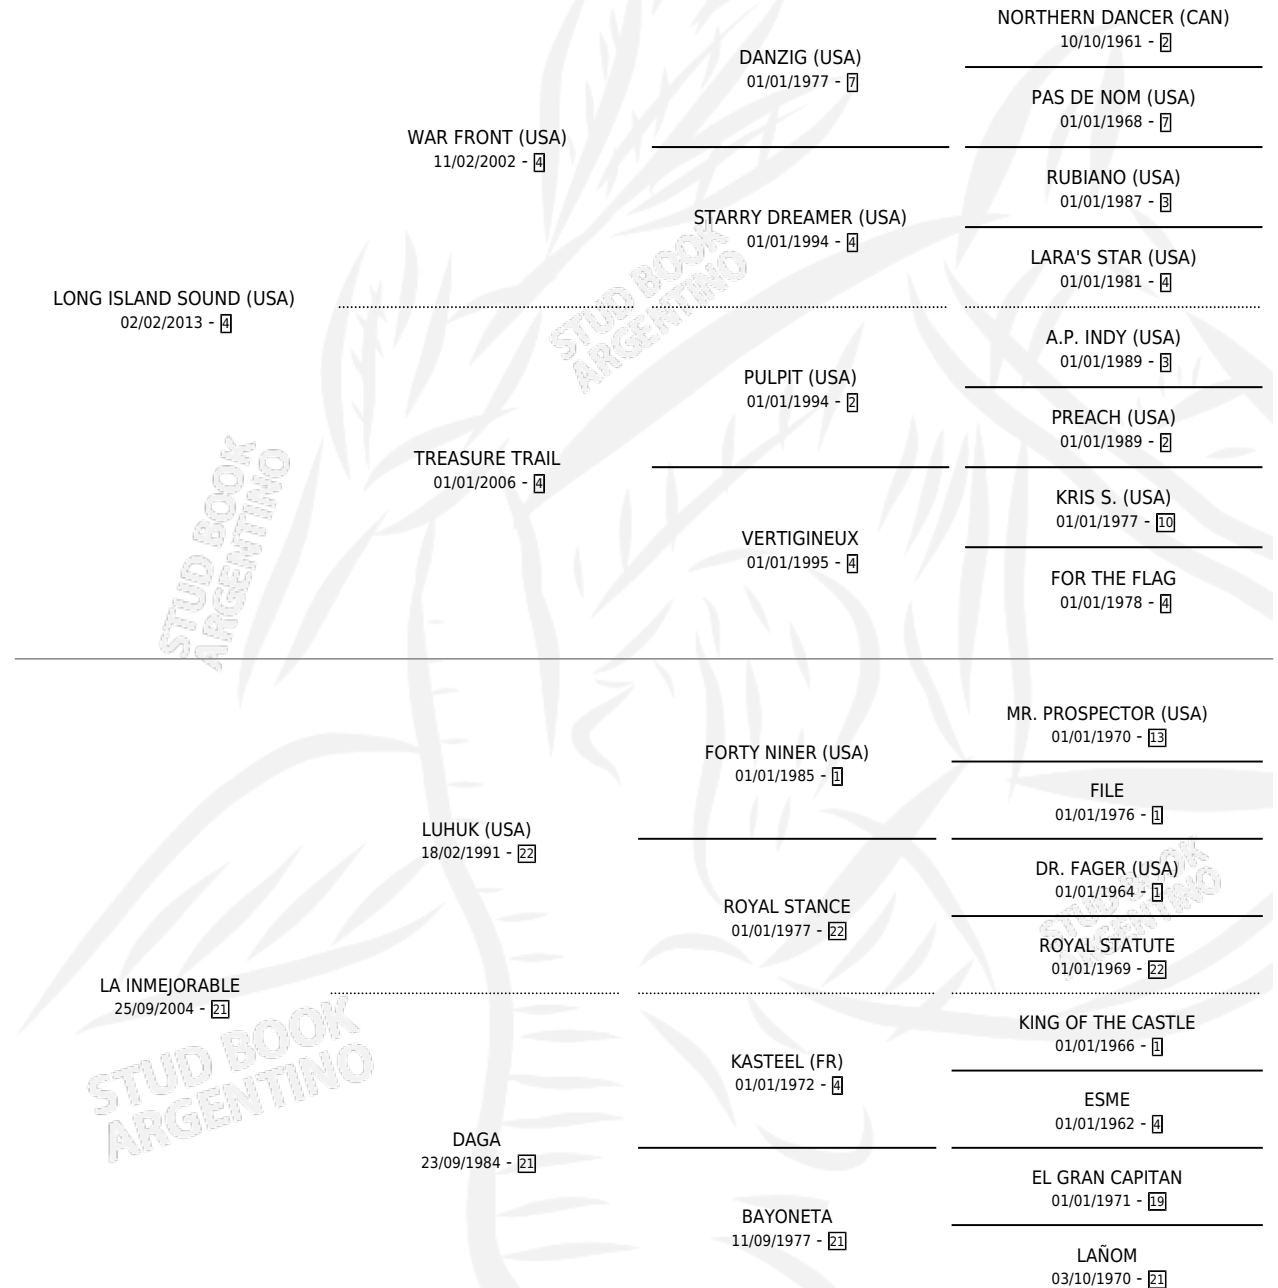 NORTHERN DANCER (CAN)
10/10/1961 - 2
DANZIG (USA)
01/01/1977 - 7
PAS DE NOM (USA)
01/01/1968 - 7
WAR FRONT (USA)
11/02/2002 - 4
RUBIANO (USA)
01/01/1987 - 3
STARRY DREAMER (USA)
01/01/1994 - 4
LARA'S STAR (USA)
01/01/1981 - 4
LONG ISLAND SOUND (USA)
02/02/2013 - 4
STUD BOOK
ARGENTINO
A.P. INDY (USA)
01/01/1989 - 3
PULPIT (USA)
01/01/1994 - 2
PREACH (USA)
01/01/1989 - 2
TREASURE TRAIL
01/01/2006 - 4
KRIS S. (USA)
01/01/1977 - 10
VERTIGINEUX
01/01/1995 - 4
FOR THE FLAG
01/01/1978 - 4
STUD BOOK
ARGENTINO
MR. PROSPECTOR (USA)
01/01/1970 - 13
FORTY NINER (USA)
01/01/1985 - 1
FILE
01/01/1976 - 1
LUHUK (USA)
18/02/1991 - 22
DR. FAGER (USA)
01/01/1964 - 1
ROYAL STANCE
01/01/1977 - 22
ROYAL STATUTE
01/01/1969 - 22
STUD BOOK
ARGENTINO
LA INMEJORABLE
25/09/2004 - 21
KING OF THE CASTLE
01/01/1966 - 1
KASTEEL (FR)
01/01/1972 - 4
ESME
01/01/1962 - 4
STUD BOOK
ARGENTINO
DAGA
23/09/1984 - 21
EL GRAN CAPITAN
01/01/1971 - 19
BAYONETA
11/09/1977 - 21
LAÑOM
03/10/1970 - 21